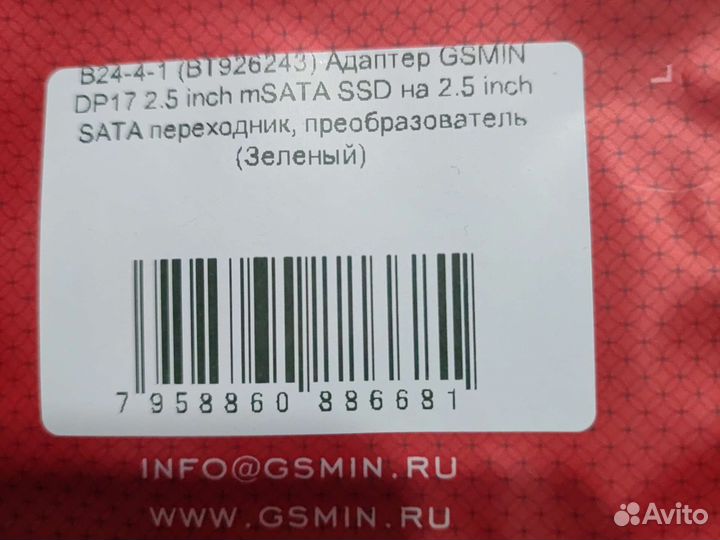 B24-4-1 (BT926243) Адаптер GSMIN
DP17 2.5 inch mSATA SSD на 2.5 inch
SATA переходник, преобразователь
(Зеленый)
7 958860 886681
INFO@GSMIN.RU
WWW.GSMIN.RU
Avito